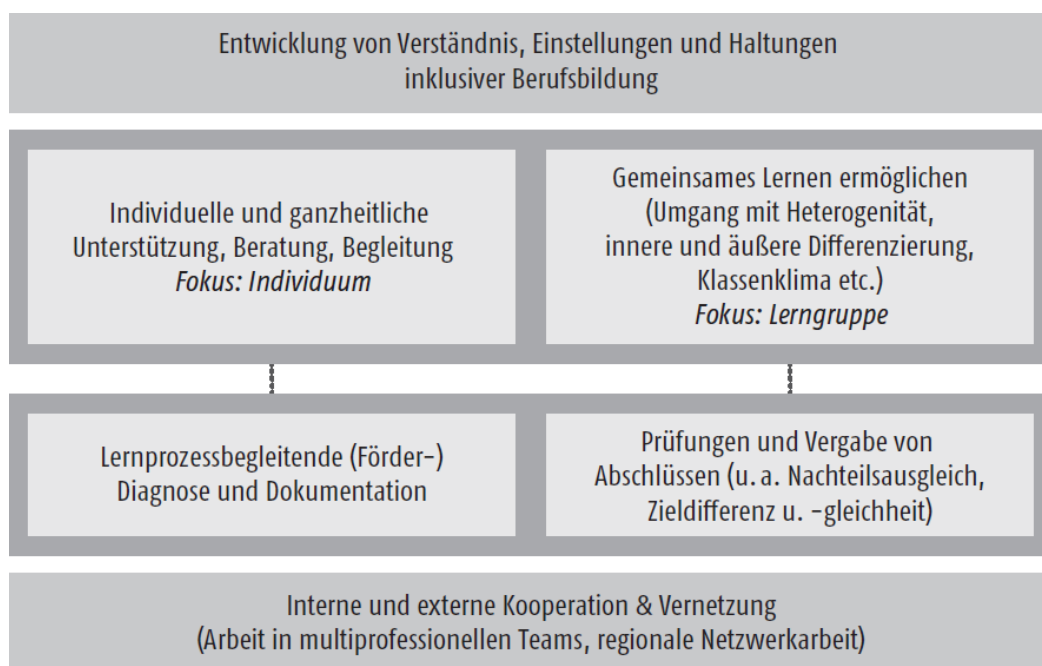 Entwicklung von Verständnis, Einstellungen und Haltungen
inklusiver Berufsbildung
Individuelle und ganzheitliche
Unterstützung, Beratung, Begleitung
Fokus: Individuum
Gemeinsames Lernen ermöglichen
(Umgang mit Heterogenität,
innere und äußere Differenzierung,
Klassenklima etc.)
Fokus: Lerngruppe
Lernprozessbegleitende (Förder-)
Diagnose und Dokumentation
Prüfungen und Vergabe von
Abschlüssen (u. a. Nachteilsausgleich,
Zieldifferenz u. -gleichheit)
Interne und externe Kooperation & Vernetzung
(Arbeit in multiprofessionellen Teams, regionale Netzwerkarbeit)